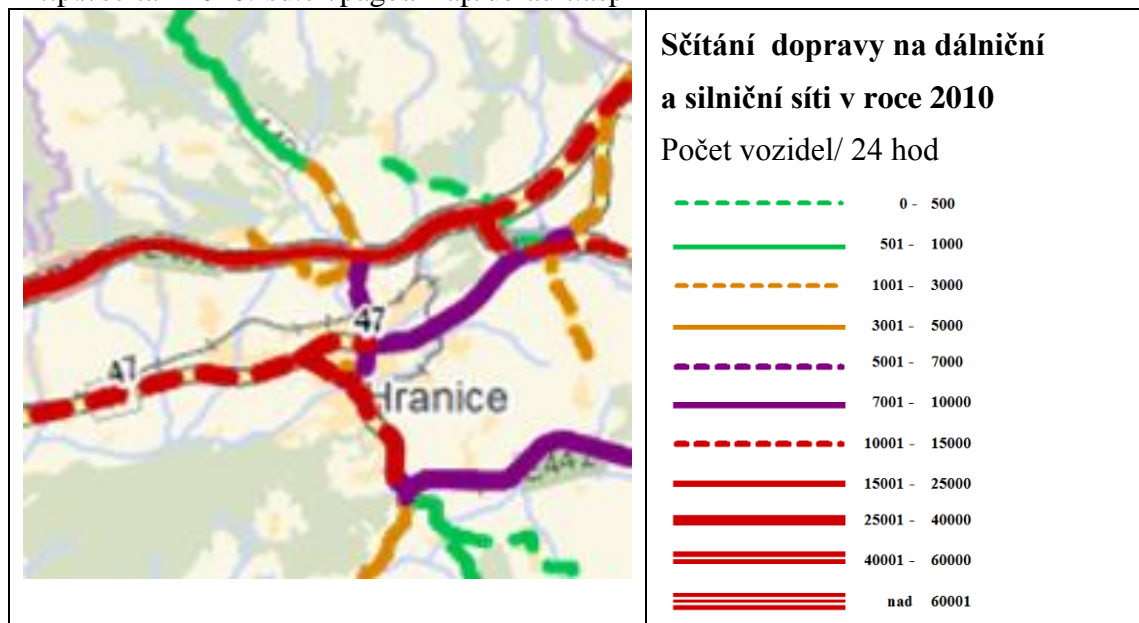 Sčítání dopravy na dálniční
a silniční síti v roce 2010
Počet vozidel/ 24 hod
0 - 500
501 - 1000
1001 - 3000
3001 - 5000
5001 - 7000
7001 - 10000
10001 - 15000
15001 - 25000
25001 - 40000
40001 - 60000
nad 60001
47
47
Hranice